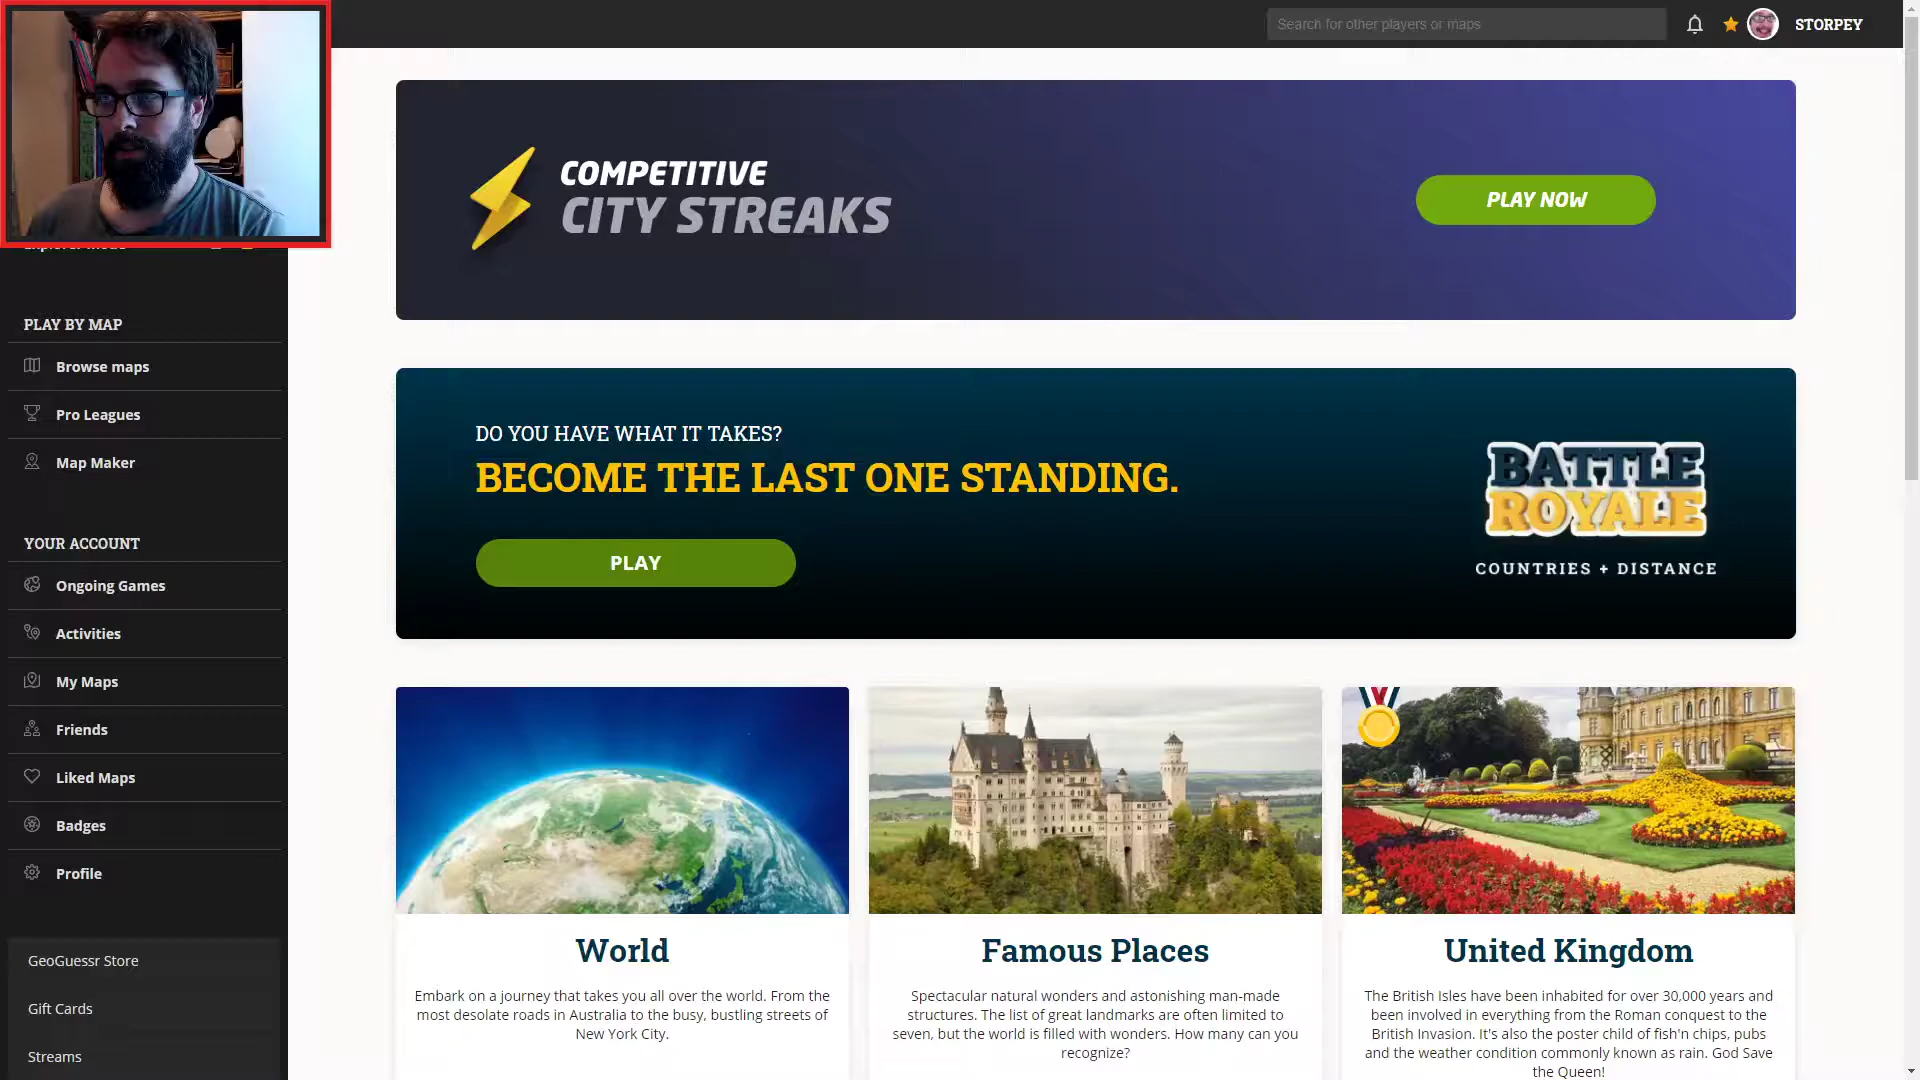 Search for other players or maps
STORPEY
COMPETITIVE
CITY STREAKS
PLAY NOW
PLAY BY MAP
Browse maps
Pro Leagues
Map Maker
YOUR ACCOUNT
Ongoing Games
Activities
My Maps
Friends
Liked Maps
Badges
Profile
GeoGuessr Store
Gift Cards
Streams
DO YOU HAVE WHAT IT TAKES?
BECOME THE LAST ONE STANDING.
PLAY
BATTLE
ROYALE
COUNTRIES + DISTANCE
World
Embark on a journey that takes you all over the world. From the
most desolate roads in Australia to the busy, bustling streets of
New York City.
Famous Places
Spectacular natural wonders and astonishing man-made
structures. The list of great landmarks are often limited to
seven, but the world is filled with wonders. How many can you
recognize?
United Kingdom
The British Isles have been inhabited for over 30,000 years and
been involved in everything from the Roman conquest to the
British Invasion. It's also the poster child of fish'n chips, pubs
and the weather condition commonly known as rain. God Save
the Queen!